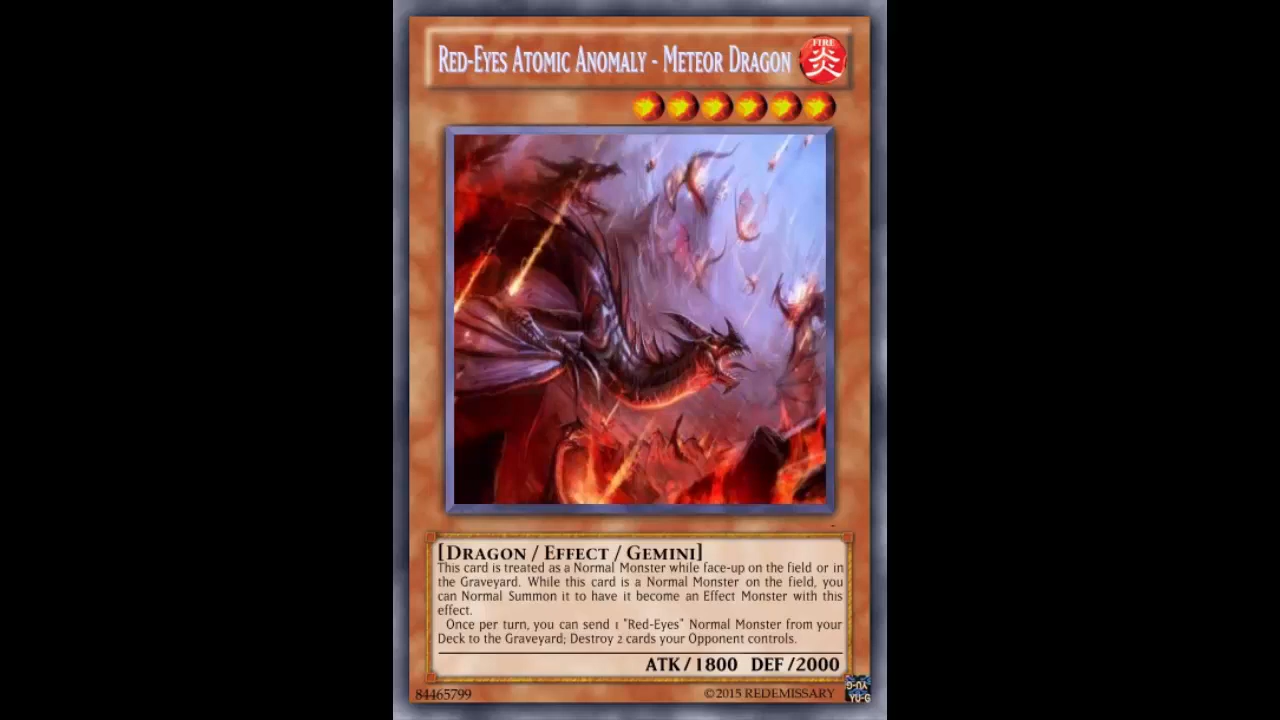 Red-Eyes Atomic Anomaly - Meteor Dragon
FIRE
炎
[Dragon / Effect / Gemini]
This card is treated as a Normal Monster while face-up on the field or in
the Graveyard. While this card is a Normal Monster on the field, you
can Normal Summon it to have it become an Effect Monster with this
effect.
Once per turn, you can send 1 "Red-Eyes" Normal Monster from your
Deck to the Graveyard; Destroy 2 cards your Opponent controls.
ATK / 1800 DEF /2000
84465799
©2015 REDEMISSARY
YU-G